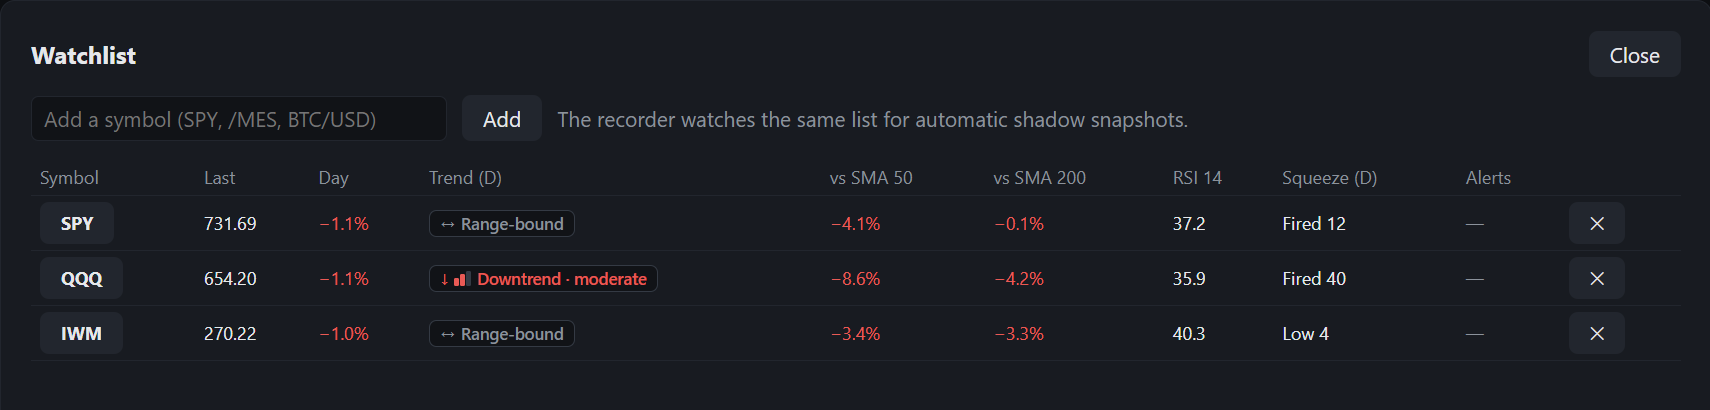 Watchlist
Close
Add a symbol (SPY, /MES, BTC/USD)
Add
The recorder watches the same list for automatic shadow snapshots.
Symbol Last Day Trend (D) vs SMA 50 vs SMA 200 RSI 14 Squeeze (D) Alerts
SPY 731.69 −1.1% ↔ Range-bound −4.1% −0.1% 37.2 Fired 12 — ×
QQQ 654.20 −1.1% ↓ Downtrend · moderate −8.6% −4.2% 35.9 Fired 40 — ×
IWM 270.22 −1.0% ↔ Range-bound −3.4% −3.3% 40.3 Low 4 — ×